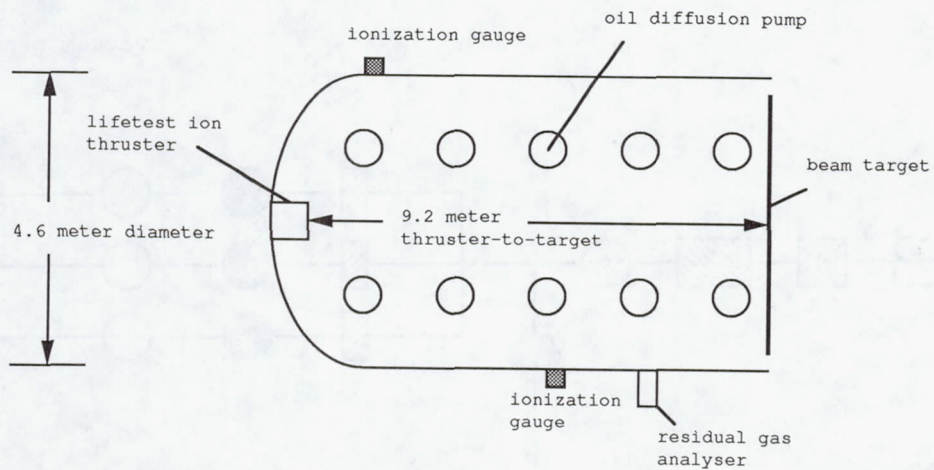 oil diffusion pump
ionization gauge
lifetest ion
thruster
beam target
9.2 meter
thruster-to-target
4.6 meter diameter
ionization
gauge
residual gas
analyser